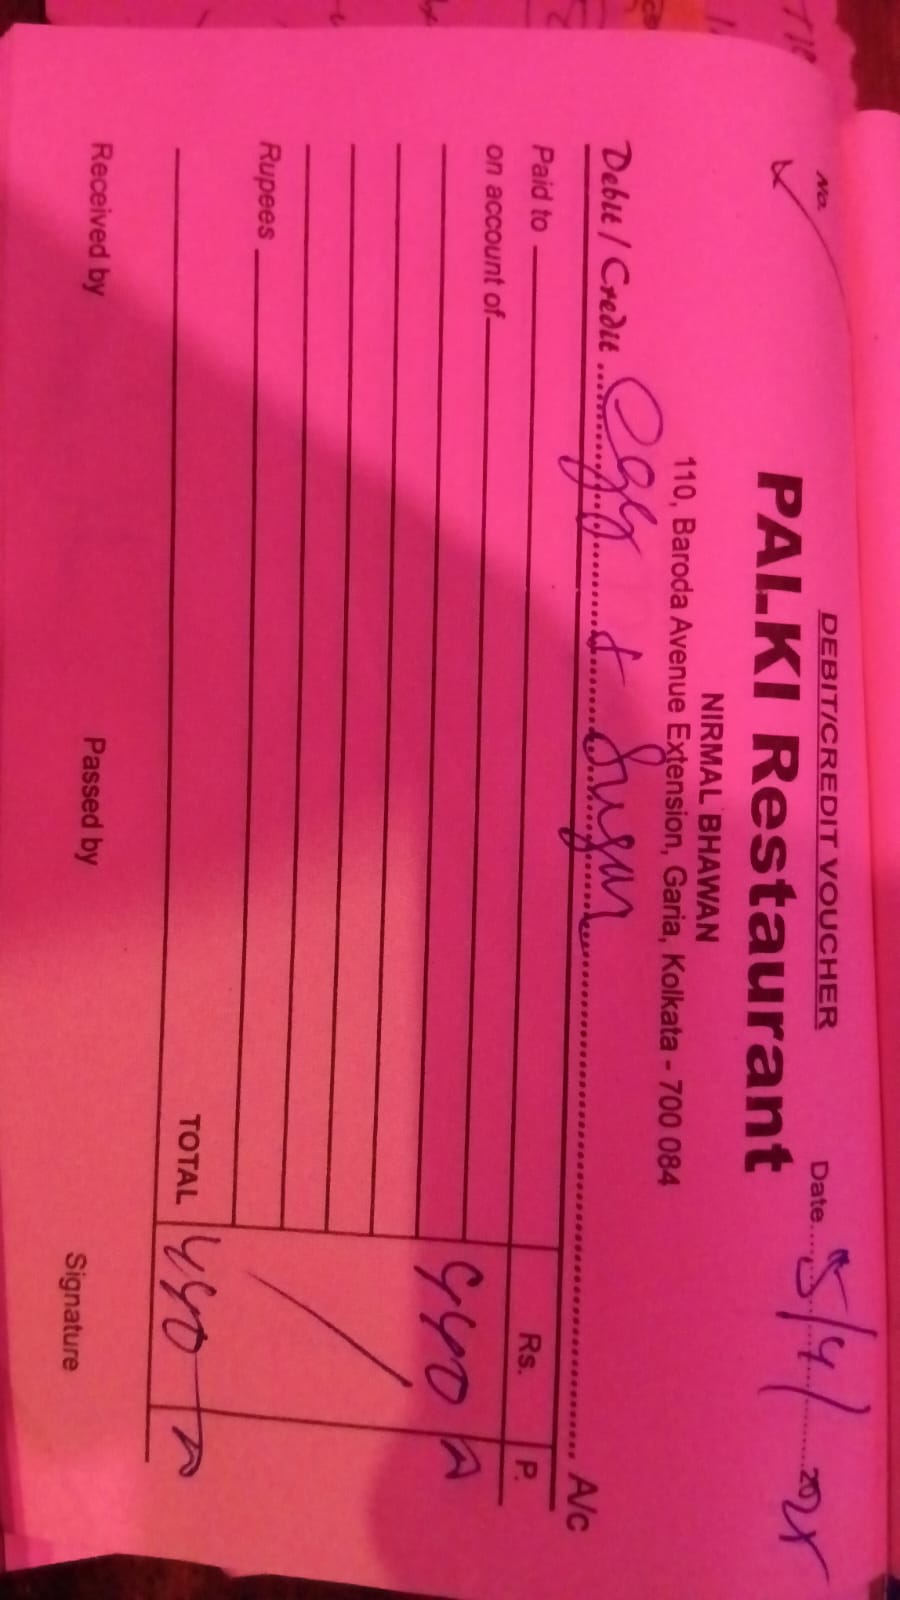 DEBIT/CREDIT VOUCHER
No. Date 5/4/202
PALKI Restaurant
NIRMAL BHAWAN
110, Baroda Avenue Extension, Garia, Kolkata - 700 084
Debit / Credit Egg & Sugar A/c
Paid to Rs. P.
on account of
440
Rupees
TOTAL 440
Received by Passed by Signature